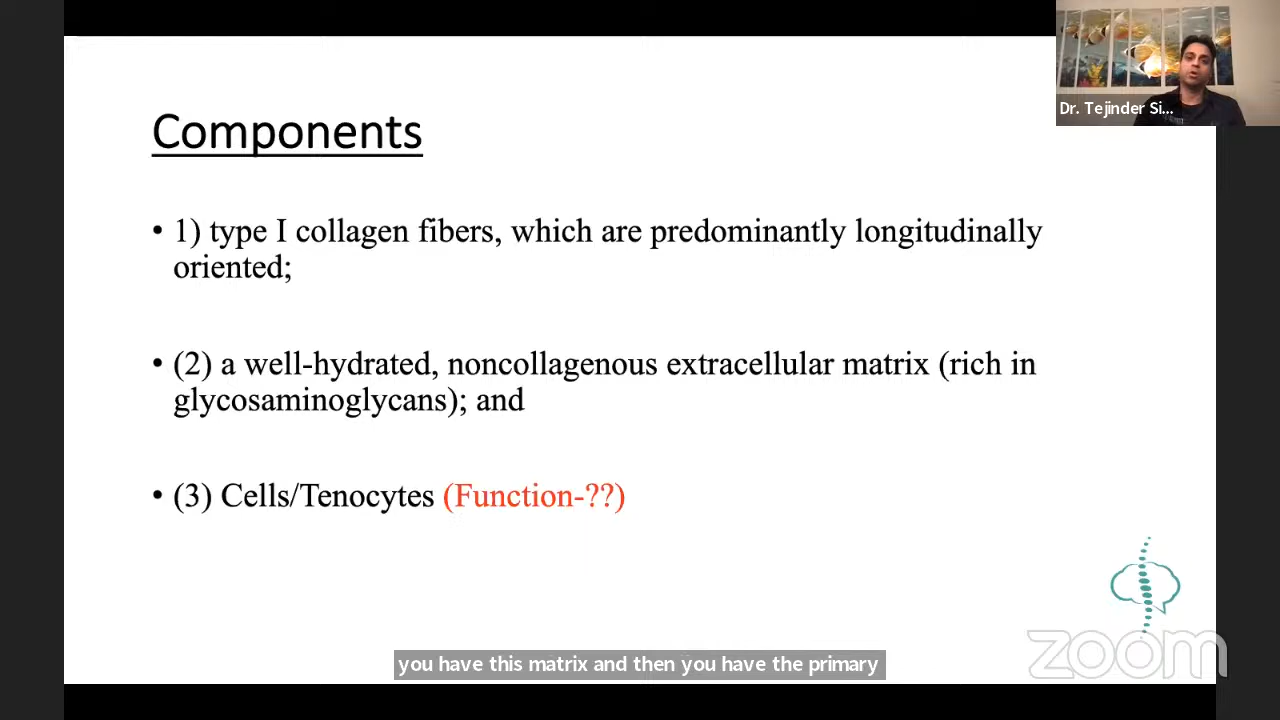 Dr. Tejinder Si...
Components
• 1) type I collagen fibers, which are predominantly longitudinally
oriented;
• (2) a well-hydrated, noncollagenous extracellular matrix (rich in
glycosaminoglycans); and
• (3) Cells/Tenocytes (Function-??)
you have this matrix and then you have the primary
zoom